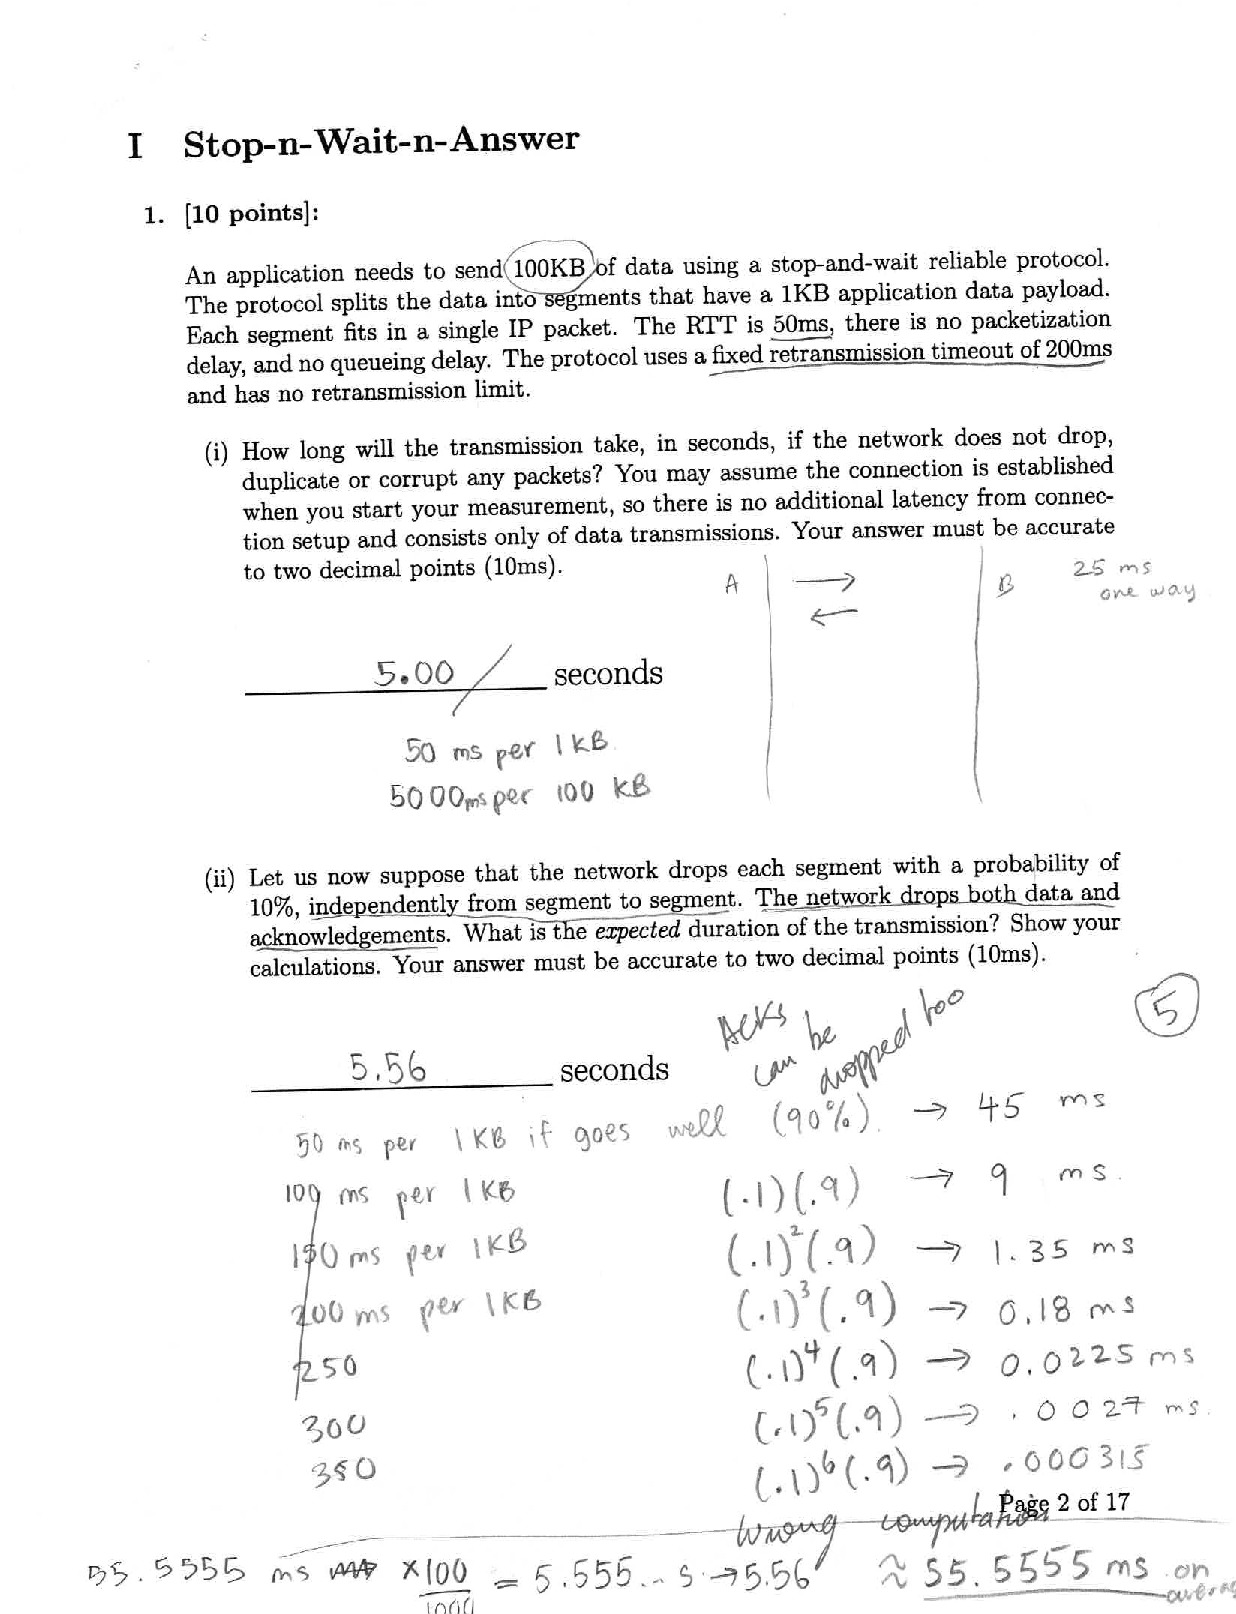 I Stop-n-Wait-n-Answer
1. [10 points]:
An application needs to send 100KB of data using a stop-and-wait reliable protocol.
The protocol splits the data into segments that have a 1KB application data payload.
Each segment fits in a single IP packet. The RTT is 50ms, there is no packetization
delay, and no queueing delay. The protocol uses a fixed retransmission timeout of 200ms
and has no retransmission limit.
(i) How long will the transmission take, in seconds, if the network does not drop,
duplicate or corrupt any packets? You may assume the connection is established
when you start your measurement, so there is no additional latency from connec-
tion setup and consists only of data transmissions. Your answer must be accurate
to two decimal points (10ms).
A → ← B 25 ms
one way
5.00 seconds
50 ms per 1 KB
5000ms per 100 KB
(ii) Let us now suppose that the network drops each segment with a probability of
10%, independently from segment to segment. The network drops both data and
acknowledgements. What is the expected duration of the transmission? Show your
calculations. Your answer must be accurate to two decimal points (10ms).
Acks
can be
dropped too
5
5.56 seconds
50 ms per 1 KB if goes well (90%). → 45 ms
100 ms per 1 KB (.1)(.9) → 9 ms.
150 ms per 1KB (.1)²(.9) → 1.35 ms
200 ms per 1KB (.1)³(.9) → 0.18 ms
250 (.1)⁴(.9) → 0.0225 ms
300 (.1)⁵(.9) → .0027 ms.
350 (.1)⁶(.9) → .000315
Page 2 of 17
Wrong computation
55.5555 ms ×100/1000 = 5.555... s → 5.56 ≈ 55.5555 ms on
average